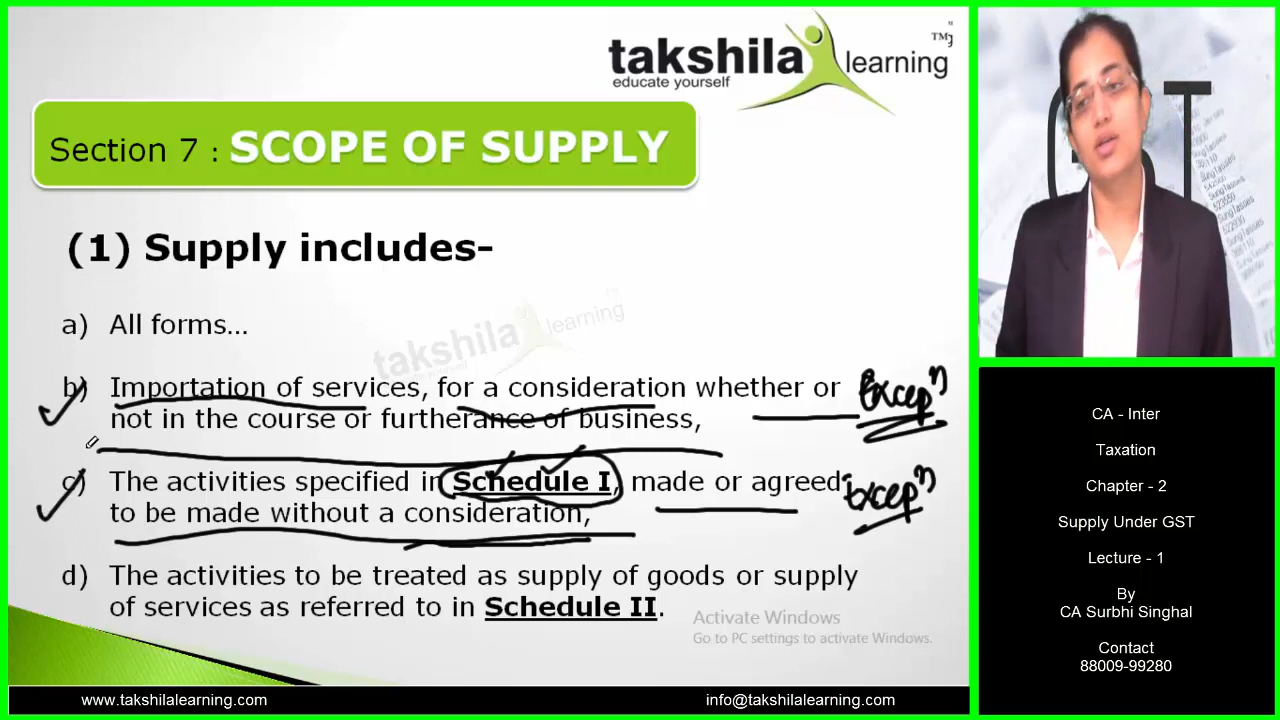 takshila learning
TM
educate yourself
Section 7 : SCOPE OF SUPPLY
(1) Supply includes-
a) All forms...
takshila learning
b) Importation of services, for a consideration whether or
not in the course or furtherance of business,
Excepⁿ
c) The activities specified in Schedule I, made or agreed
to be made without a consideration,
Excepⁿ
d) The activities to be treated as supply of goods or supply
of services as referred to in Schedule II.
Activate Windows
Go to PC settings to activate Windows.
www.takshilalearning.com
info@takshilalearning.com
CA - Inter
Taxation
Chapter - 2
Supply Under GST
Lecture - 1
By
CA Surbhi Singhal
Contact
88009-99280